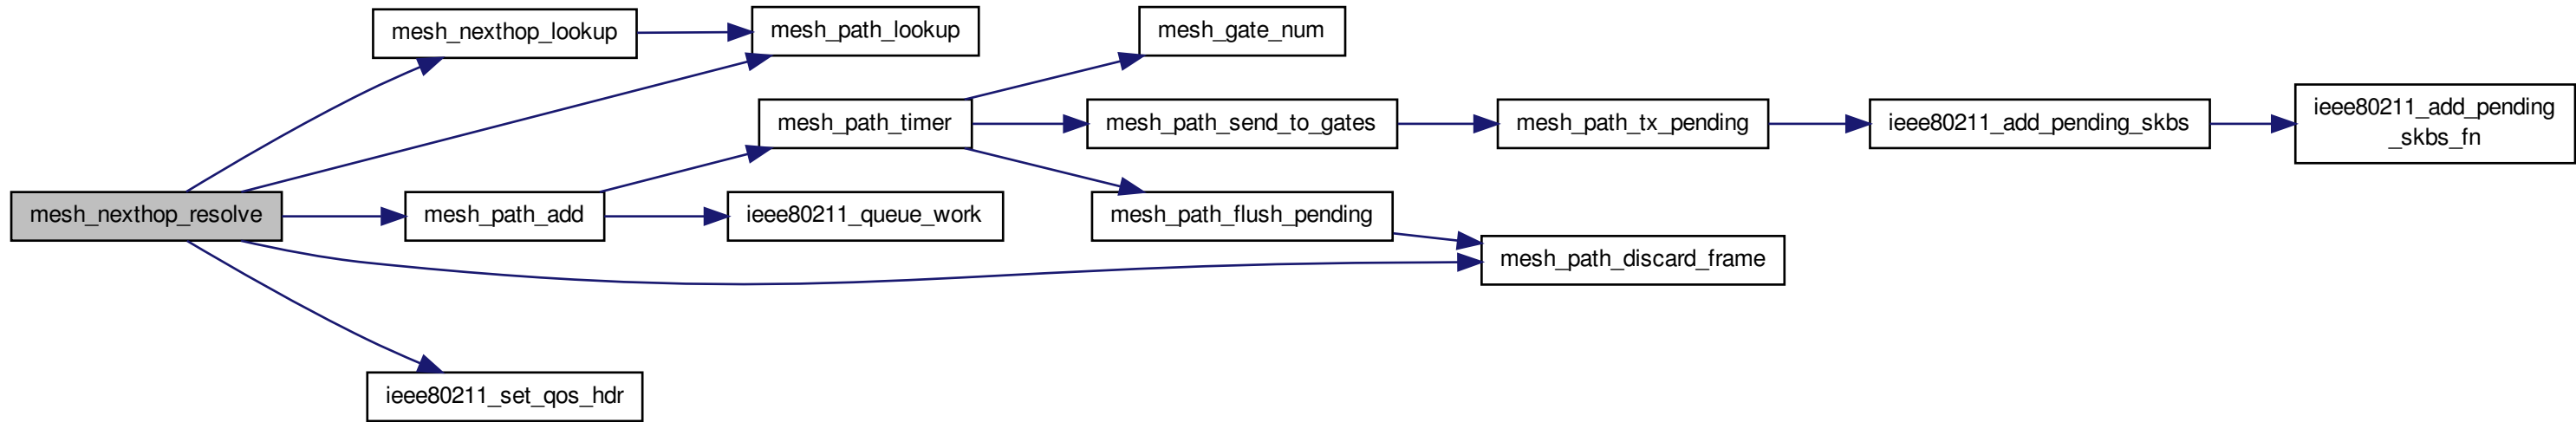 mesh_nexthop_lookup
mesh_path_lookup
mesh_gate_num
mesh_path_timer
mesh_path_send_to_gates
mesh_path_tx_pending
ieee80211_add_pending_skbs
ieee80211_add_pending
_skbs_fn
mesh_nexthop_resolve
mesh_path_add
ieee80211_queue_work
mesh_path_flush_pending
mesh_path_discard_frame
ieee80211_set_qos_hdr